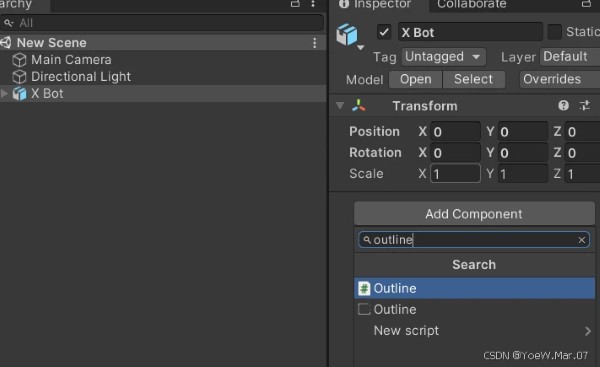 archy
All
New Scene
Main Camera
Directional Light
X Bot
Inspector
Collaborate
X Bot
Static
Tag Untagged Layer Default
Model Open Select Overrides
Transform
Position X 0 Y 0 Z 0
Rotation X 0 Y 0 Z 0
Scale X 1 Y 1 Z 1
Add Component
outline
Search
Outline
Outline
New script
CSDN @YoeW.Mar.07